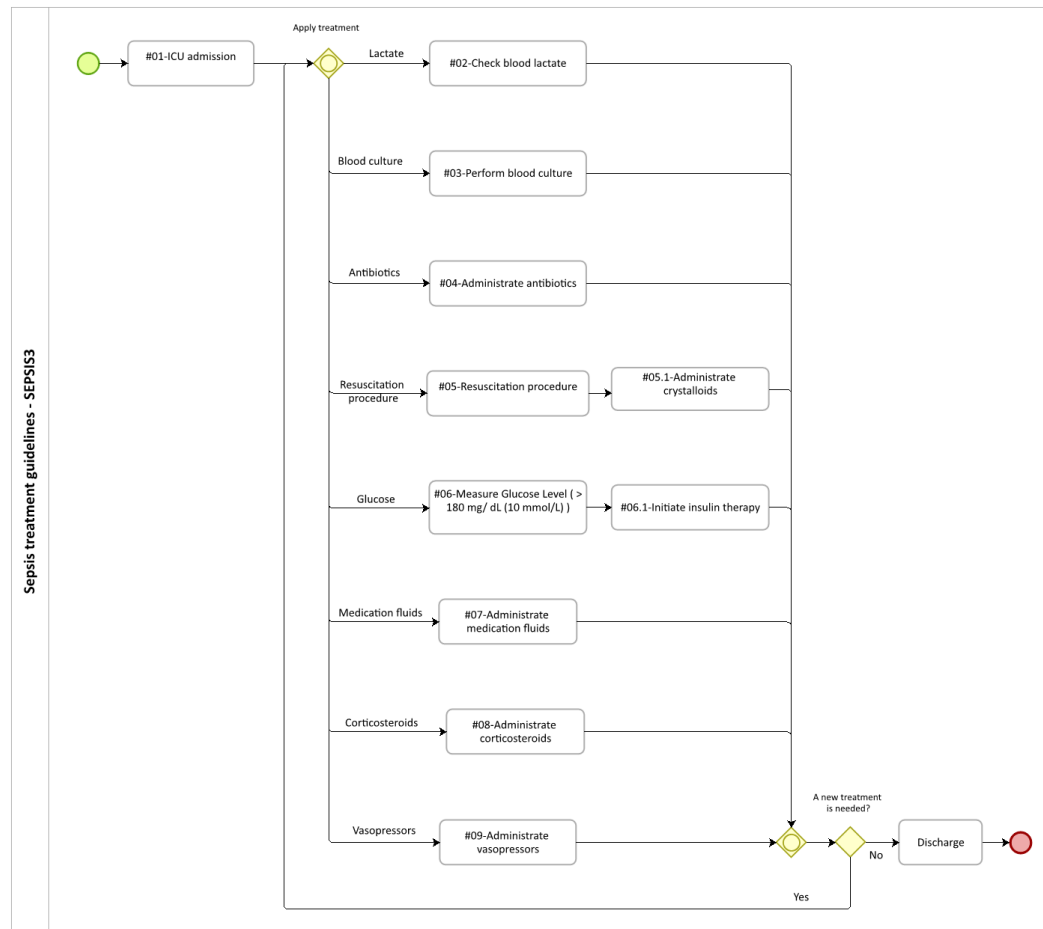 Sepsis treatment guidelines - SEPSIS3
Apply treatment
#01-ICU admission
Lactate
#02-Check blood lactate
Blood culture
#03-Perform blood culture
Antibiotics
#04-Administrate antibiotics
Resuscitation
procedure
#05-Resuscitation procedure
#05.1-Administrate
crystalloids
Glucose
#06-Measure Glucose Level ( >
180 mg/ dL (10 mmol/L) )
#06.1-Initiate insulin therapy
Medication fluids
#07-Administrate
medication fluids
Corticosteroids
#08-Administrate
corticosteroids
Vasopressors
#09-Administrate
vasopressors
A new treatment
is needed?
No
Discharge
Yes